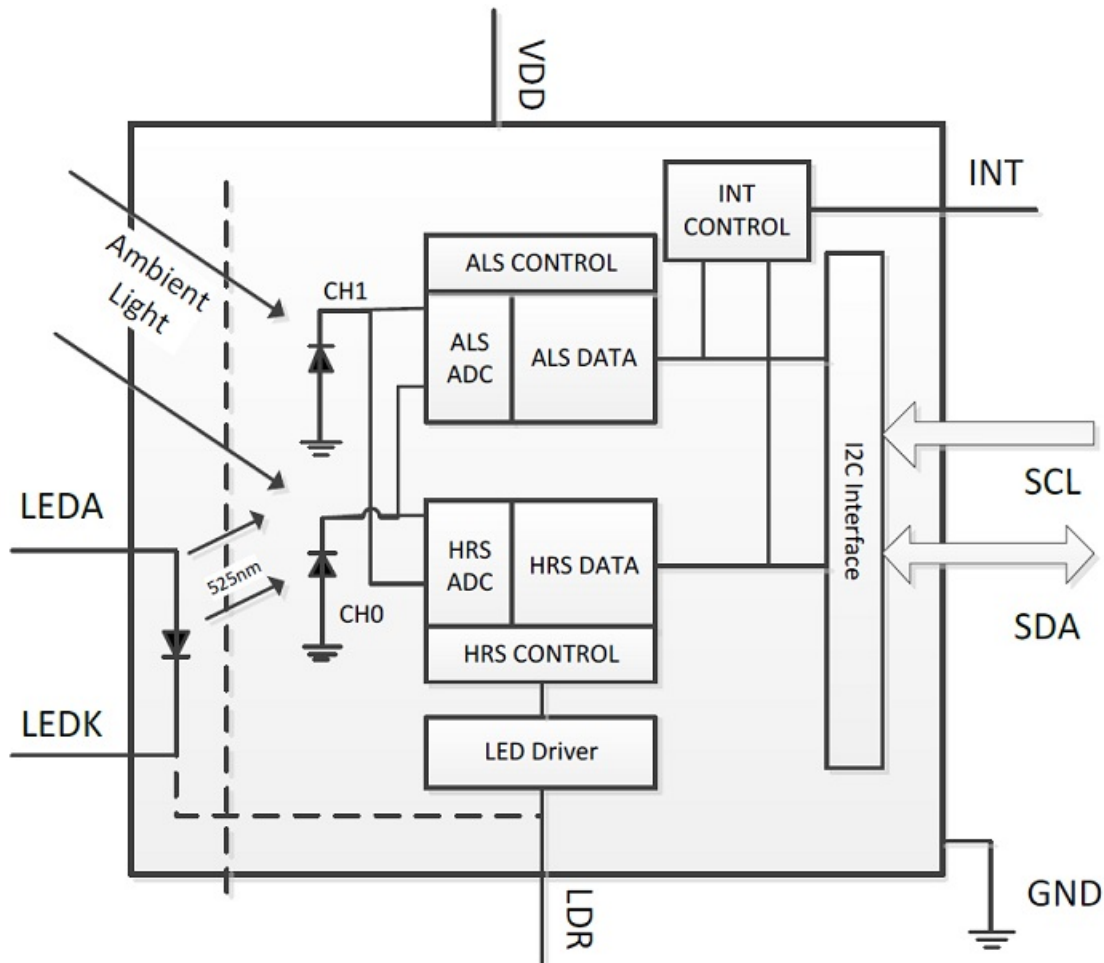 VDD
INT
INT
CONTROL
ALS CONTROL
Ambient
Light
CH1
ALS
ADC
ALS DATA
I2C Interface
SCL
LEDA
HRS
ADC
HRS DATA
525nm
CH0
SDA
HRS CONTROL
LEDK
LED Driver
GND
LDR